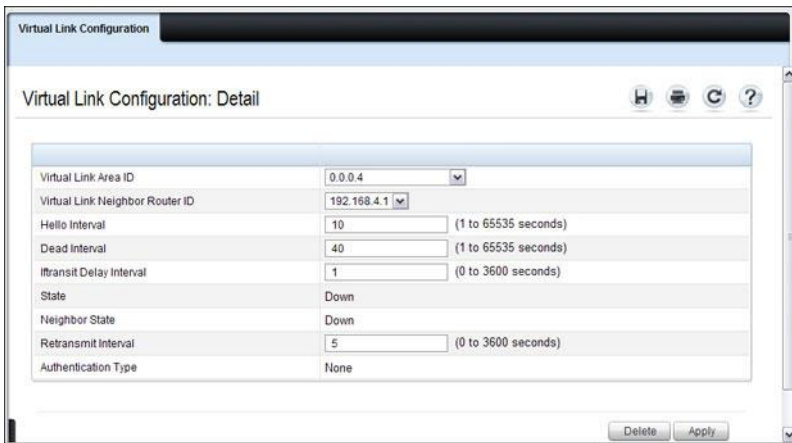 Virtual Link Configuration
Virtual Link Configuration: Detail
?
Virtual Link Area ID 0.0.0.4
Virtual Link Neighbor Router ID 192.168.4.1
Hello Interval 10 (1 to 65535 seconds)
Dead Interval 40 (1 to 65535 seconds)
Iftransit Delay Interval 1 (0 to 3600 seconds)
State Down
Neighbor State Down
Retransmit Interval 5 (0 to 3600 seconds)
Authentication Type None
Delete Apply